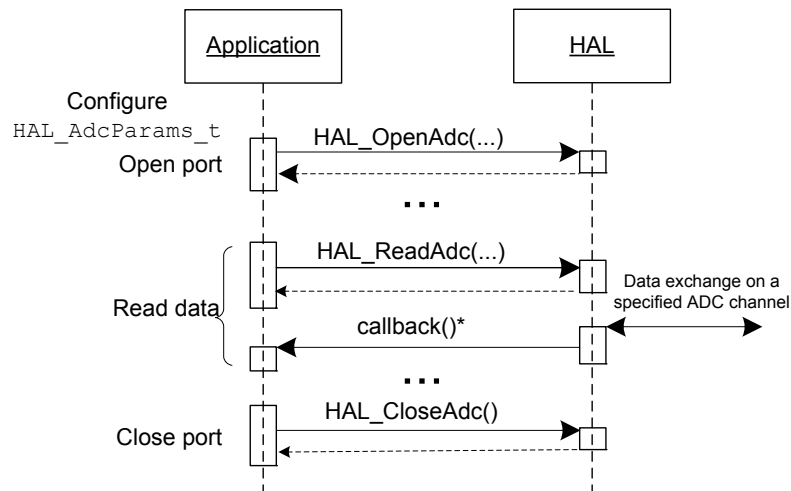 Application
HAL
Configure
HAL_AdcParams_t
Open port
HAL_OpenAdc(...)
...
HAL_ReadAdc(...)
Read data
Data exchange on a
specified ADC channel
callback()*
...
HAL_CloseAdc()
Close port